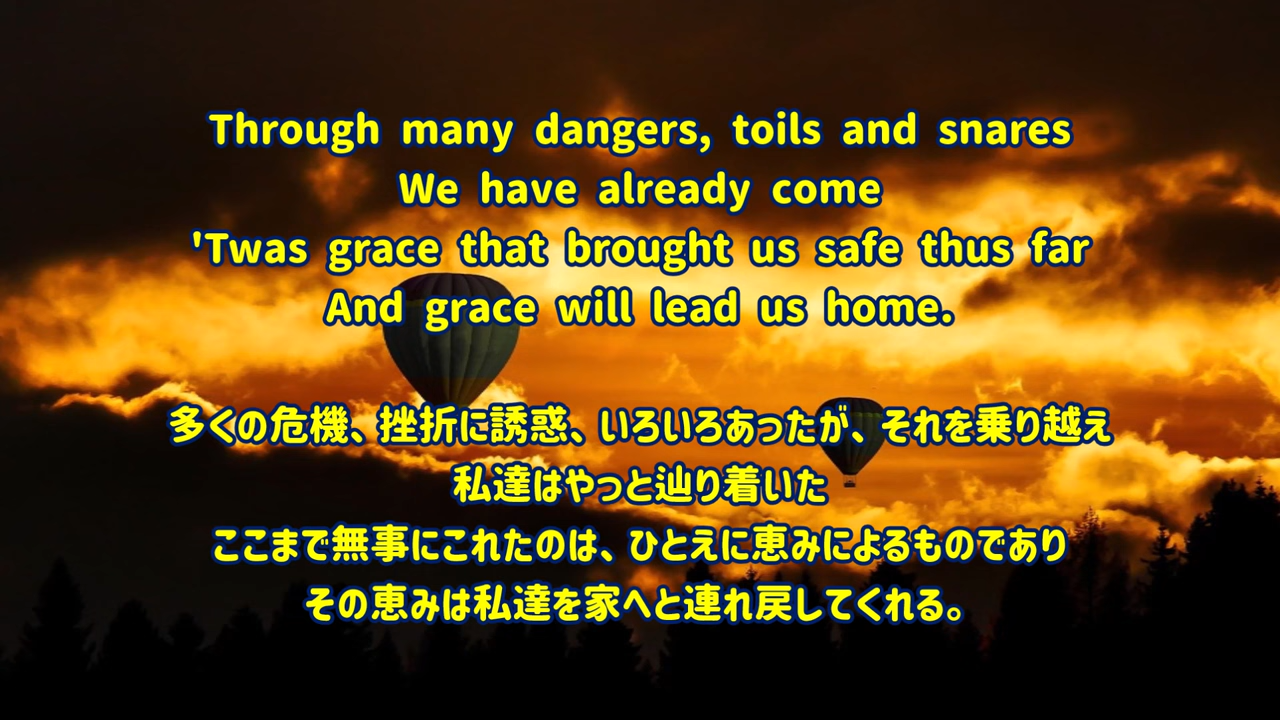 Through many dangers, toils and snares
We have already come
'Twas grace that brought us safe thus far
And grace will lead us home.
多くの危機、挫折に誘惑、いろいろあったが、それを乗り越え
私達はやっと辿り着いた
ここまで無事にこれたのは、ひとえに恵みによるものであり
その恵みは私達を家へと連れ戻してくれる。